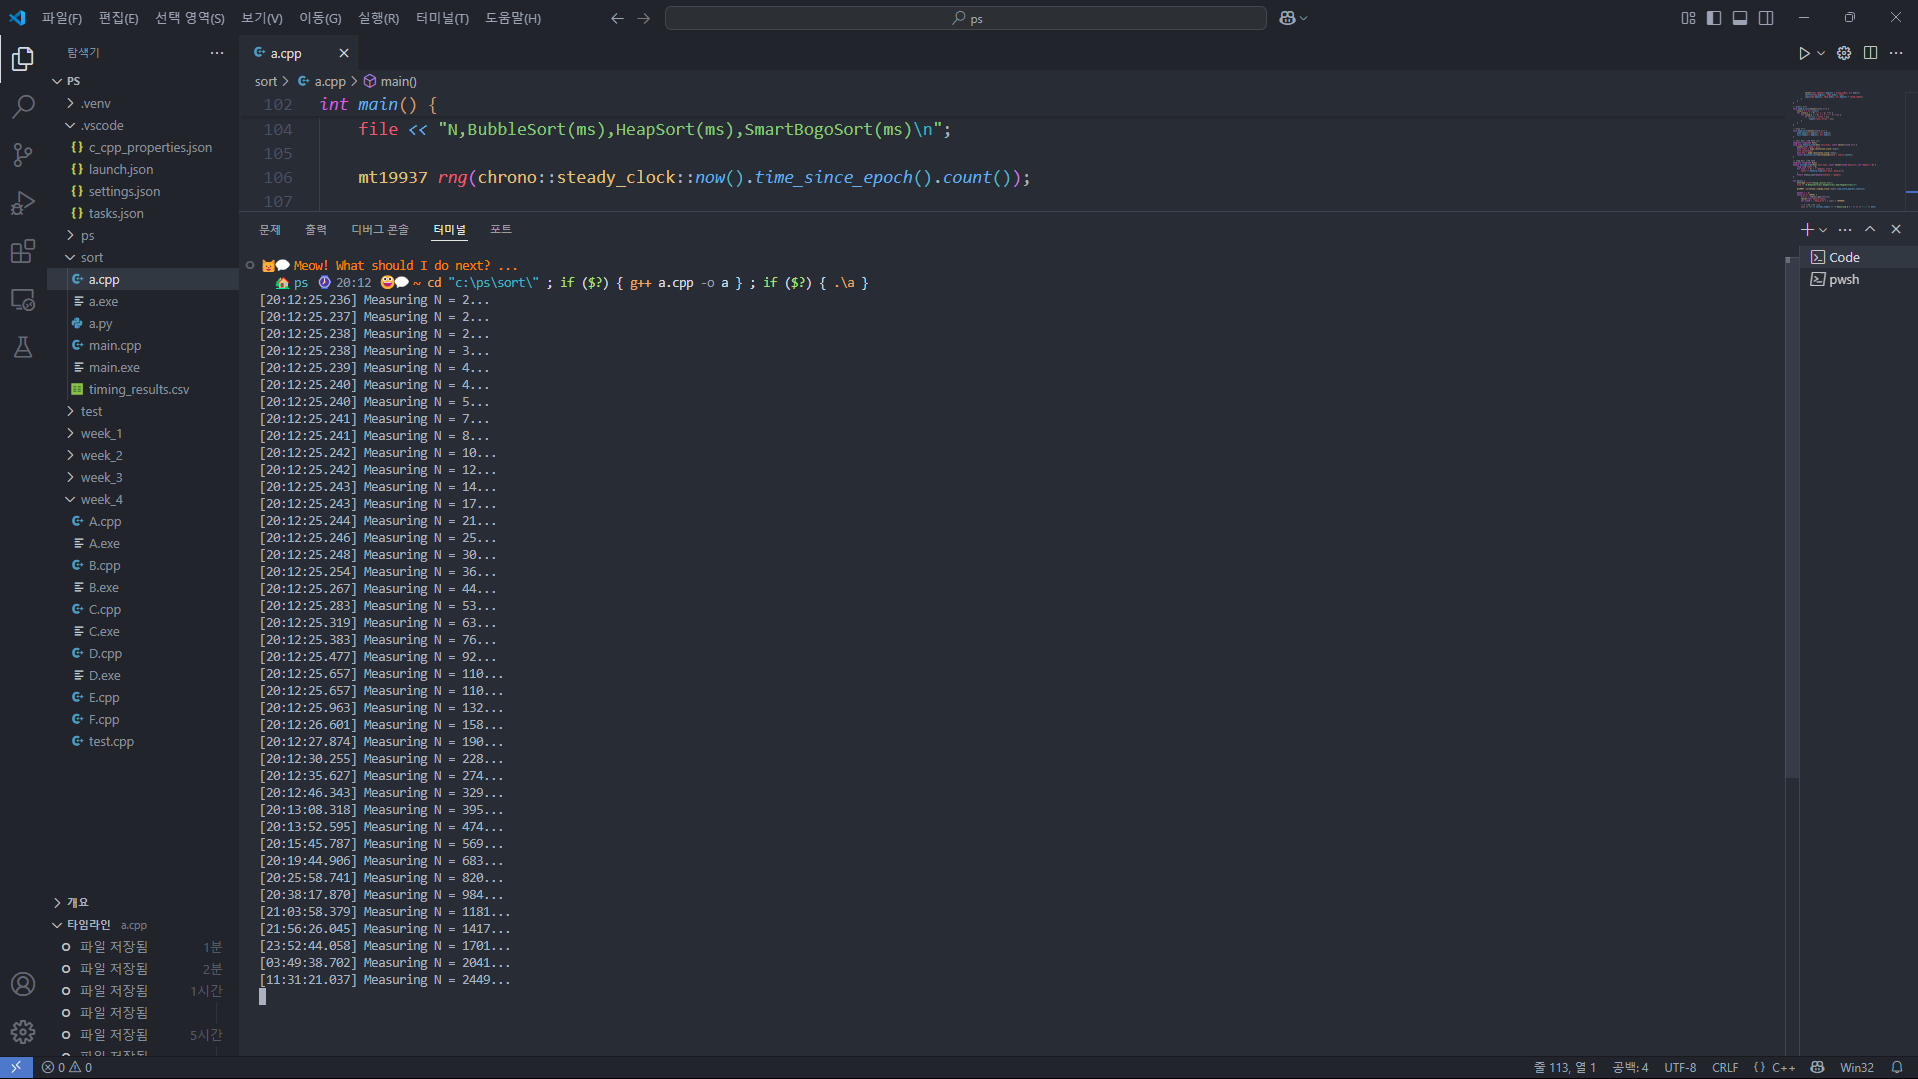 파일(F) 편집(E) 선택 영역(S) 보기(V) 이동(G) 실행(R) 터미널(T) 도움말(H)
ps
탐색기
PS
.venv
.vscode
c_cpp_properties.json
launch.json
settings.json
tasks.json
ps
sort
a.cpp
a.exe
a.py
main.cpp
main.exe
timing_results.csv
test
week_1
week_2
week_3
week_4
A.cpp
A.exe
B.cpp
B.exe
C.cpp
C.exe
D.cpp
D.exe
E.cpp
F.cpp
test.cpp
개요
타임라인 a.cpp
파일 저장됨 1분
파일 저장됨 2분
파일 저장됨 1시간
파일 저장됨
파일 저장됨 5시간
a.cpp
sort > a.cpp > main()
102 int main() {
104 file << "N,BubbleSort(ms),HeapSort(ms),SmartBogoSort(ms)\n";
105
106 mt19937 rng(chrono::steady_clock::now().time_since_epoch().count());
107
문제 출력 디버그 콘솔 터미널 포트
Meow! What should I do next? ...
ps 20:12 ~ cd "c:\ps\sort\" ; if ($?) { g++ a.cpp -o a } ; if ($?) { .\a }
[20:12:25.236] Measuring N = 2...
[20:12:25.237] Measuring N = 2...
[20:12:25.238] Measuring N = 2...
[20:12:25.238] Measuring N = 3...
[20:12:25.239] Measuring N = 4...
[20:12:25.240] Measuring N = 4...
[20:12:25.240] Measuring N = 5...
[20:12:25.241] Measuring N = 7...
[20:12:25.241] Measuring N = 8...
[20:12:25.242] Measuring N = 10...
[20:12:25.242] Measuring N = 12...
[20:12:25.243] Measuring N = 14...
[20:12:25.243] Measuring N = 17...
[20:12:25.244] Measuring N = 21...
[20:12:25.246] Measuring N = 25...
[20:12:25.248] Measuring N = 30...
[20:12:25.254] Measuring N = 36...
[20:12:25.267] Measuring N = 44...
[20:12:25.283] Measuring N = 53...
[20:12:25.319] Measuring N = 63...
[20:12:25.383] Measuring N = 76...
[20:12:25.477] Measuring N = 92...
[20:12:25.657] Measuring N = 110...
[20:12:25.657] Measuring N = 110...
[20:12:25.963] Measuring N = 132...
[20:12:26.601] Measuring N = 158...
[20:12:27.874] Measuring N = 190...
[20:12:30.255] Measuring N = 228...
[20:12:35.627] Measuring N = 274...
[20:12:46.343] Measuring N = 329...
[20:13:08.318] Measuring N = 395...
[20:13:52.595] Measuring N = 474...
[20:15:45.787] Measuring N = 569...
[20:19:44.906] Measuring N = 683...
[20:25:58.741] Measuring N = 820...
[20:38:17.870] Measuring N = 984...
[21:03:58.379] Measuring N = 1181...
[21:56:26.045] Measuring N = 1417...
[23:52:44.058] Measuring N = 1701...
[03:49:38.702] Measuring N = 2041...
[11:31:21.037] Measuring N = 2449...
Code
pwsh
0 0
줄 113, 열 1 공백: 4 UTF-8 CRLF {} C++ Win32